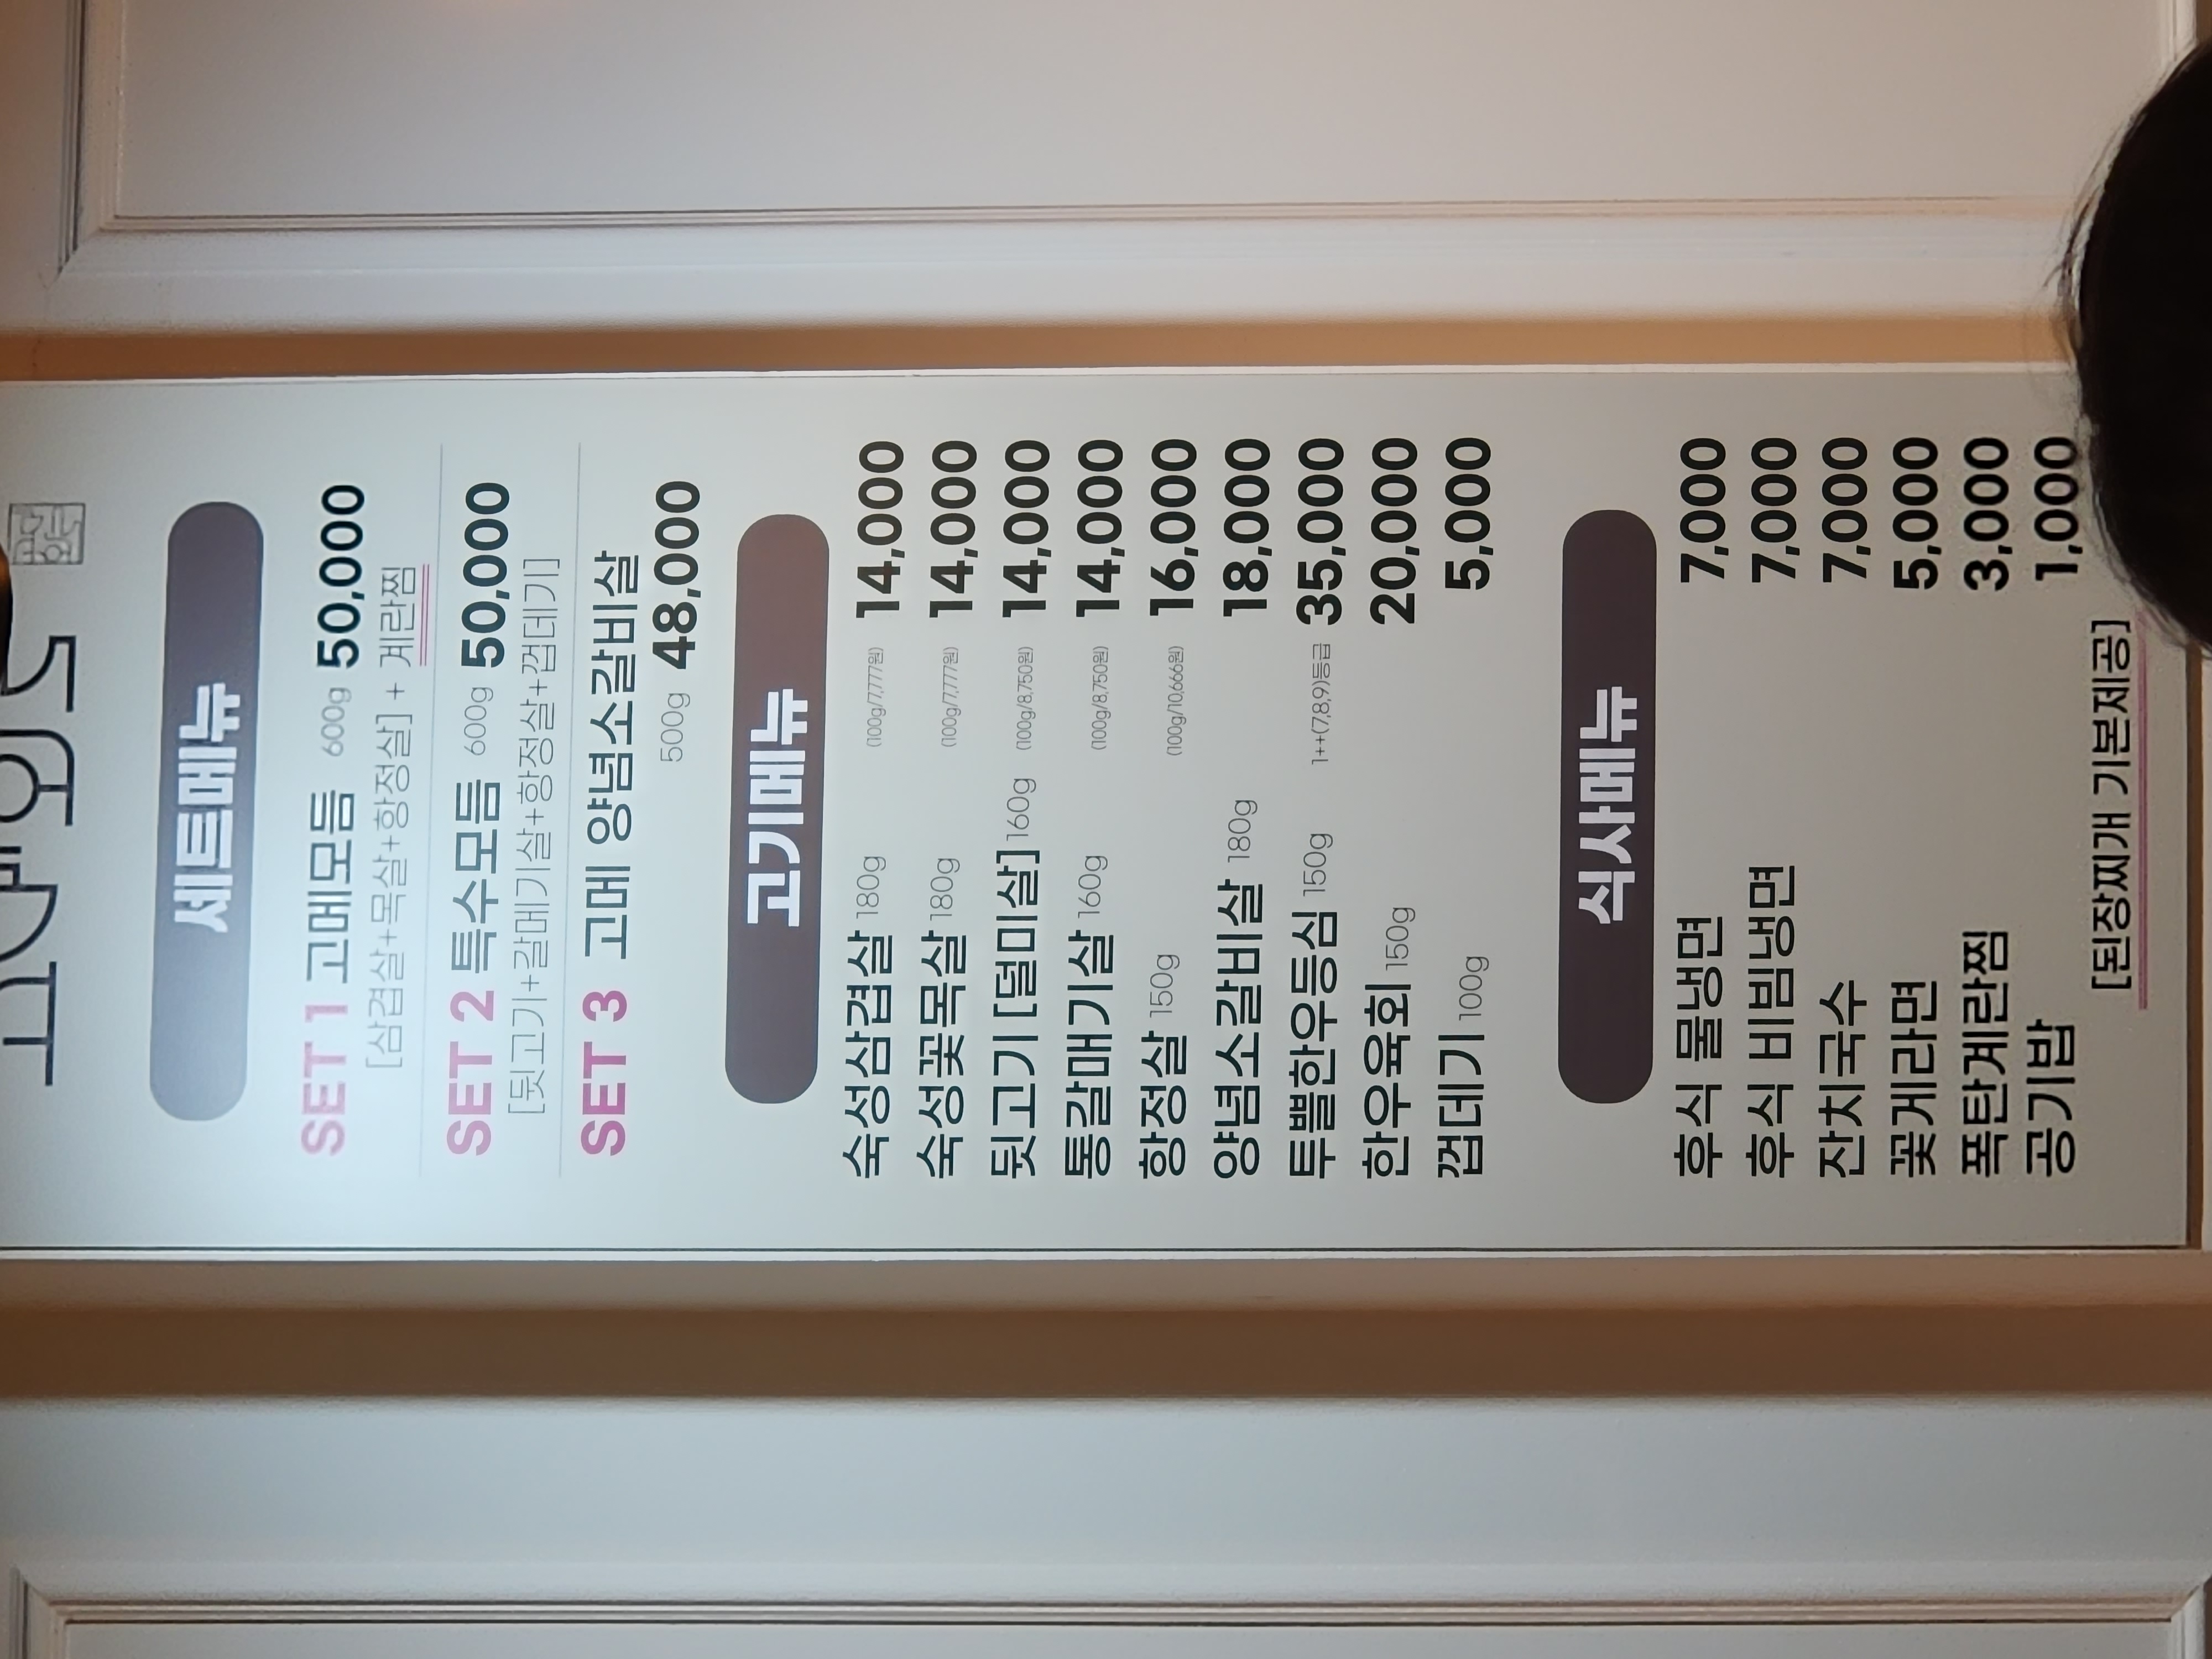 세트메뉴
SET 1 고메모듬 600g 50,000
[삼겹살+목살+항정살] + 계란찜
SET 2 특수모듬 600g 50,000
[뒷고기+갈메기살+항정살+껍데기]
SET 3 고메 양념소갈비살
500g 48,000
고기메뉴
숙성삼겹살 180g (100g/7,777원) 14,000
숙성꽃목살 180g (100g/7,777원) 14,000
뒷고기 [덜미살] 160g (100g/8,750원) 14,000
통갈매기살 160g (100g/8,750원) 14,000
항정살 150g (100g/10,666원) 16,000
양념소갈비살 180g 18,000
투쁠한우등심 150g 1++(7,8,9)등급 35,000
한우육회 150g 20,000
껍데기 100g 5,000
식사메뉴
후식 물냉면 7,000
후식 비빔냉면 7,000
잔치국수 7,000
꽃게라면 5,000
폭탄계란찜 3,000
공기밥 1,000
[된장찌개 기본제공]